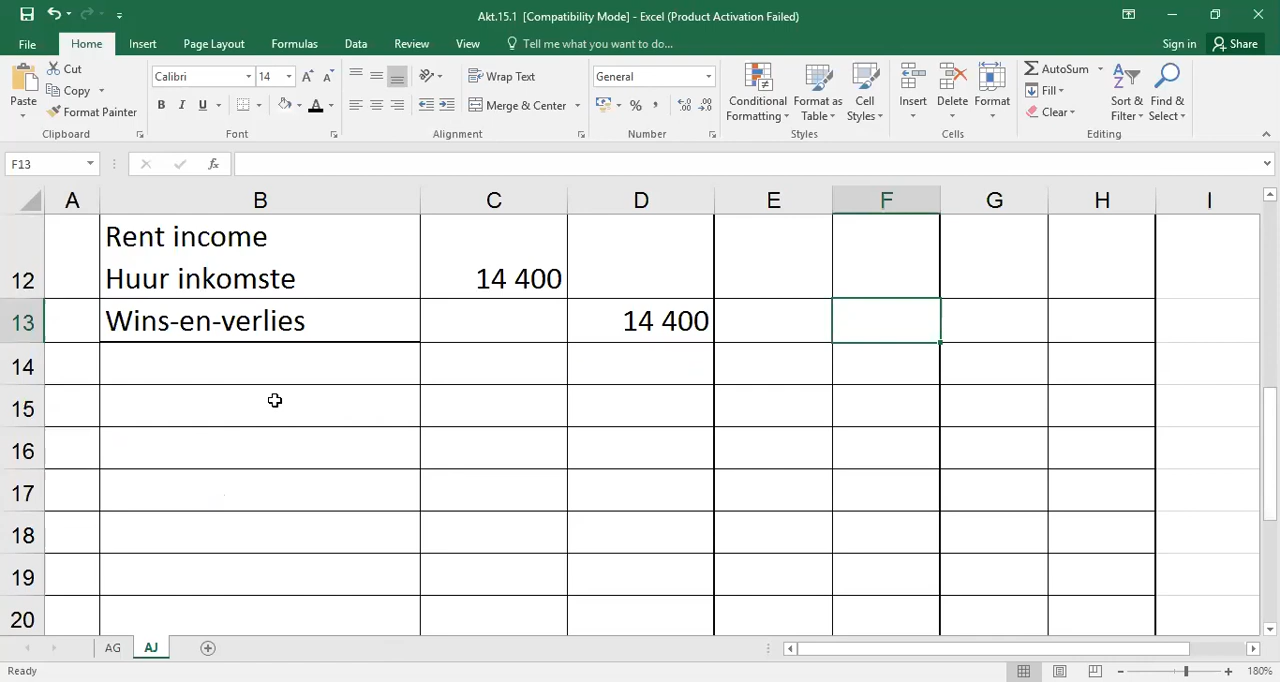 Akt.15.1 [Compatibility Mode] - Excel (Product Activation Failed)
File Home Insert Page Layout Formulas Data Review View Tell me what you want to do... Sign in Share
Paste Cut Copy Format Painter Clipboard
Calibri 14 A A B I U A Font
Wrap Text Merge & Center Alignment
General % , Number
Conditional Formatting Format as Table Cell Styles Styles
Insert Delete Format Cells
AutoSum Fill Clear Sort & Filter Find & Select Editing
F13 fx
A B C D E F G H I
Rent income
12 Huur inkomste 14 400
13 Wins-en-verlies 14 400
14
15
16
17
18
19
20
AG AJ
Ready 180%